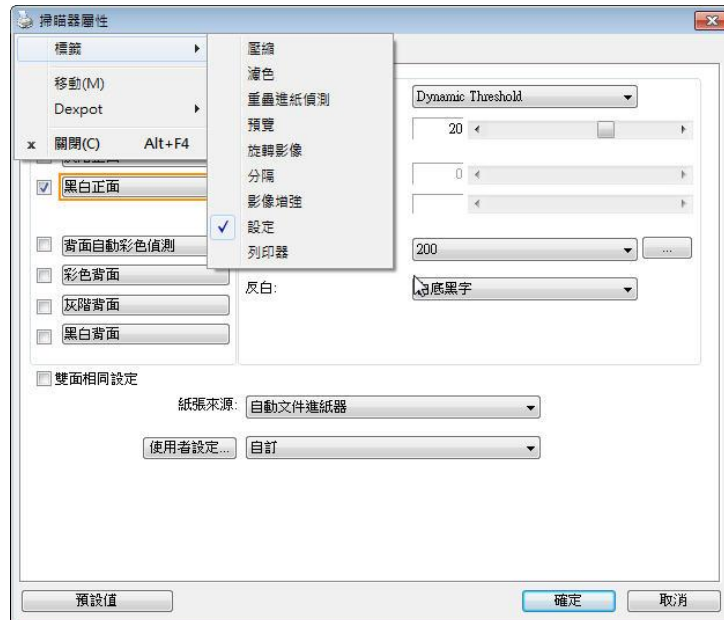 掃瞄器屬性
標籤
移動(M)
Dexpot
x 關閉(C) Alt+F4
壓縮
濾色
重疊進紙偵測
預覽
旋轉影像
分隔
影像增強
設定
列印器
Dynamic Threshold
20
0
黑白正面
背面自動彩色偵測
200
...
彩色背面
反白:
白底黑字
灰階背面
黑白背面
雙面相同設定
紙張來源:
自動文件進紙器
使用者設定...
自訂
預設值
確定
取消